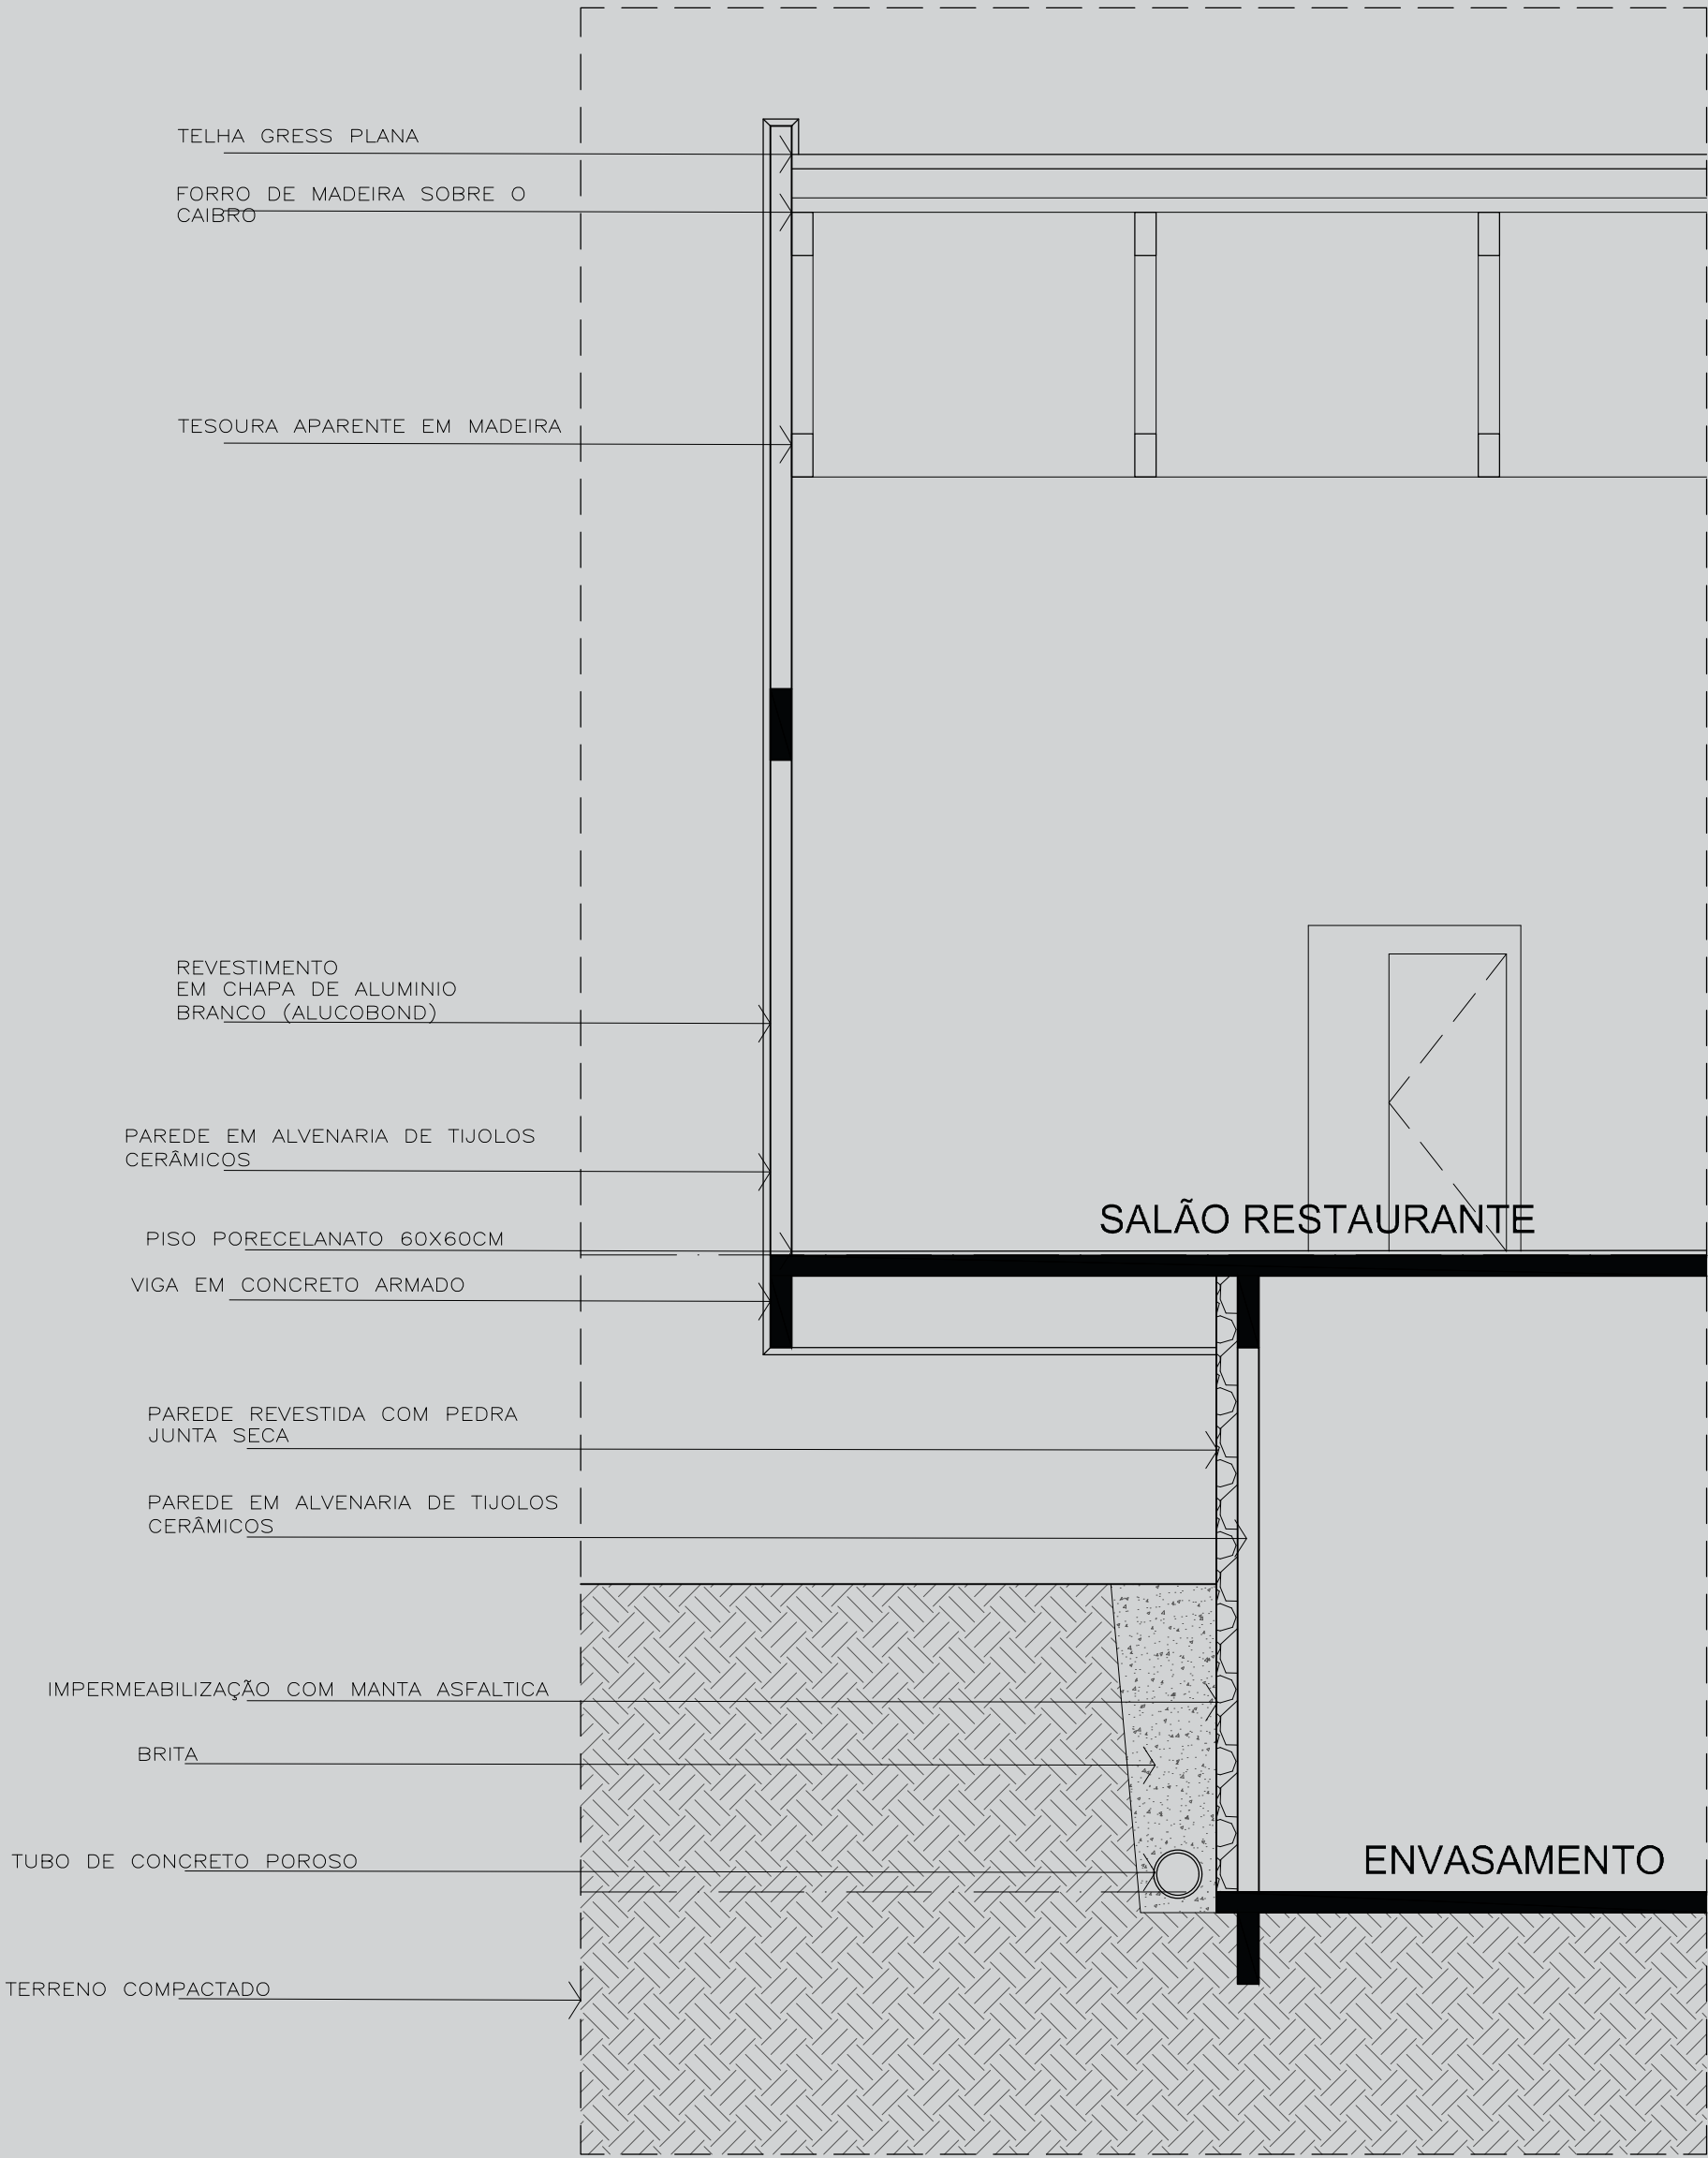 TELHA GRESS PLANA
FORRO DE MADEIRA SOBRE O
CAIBRO
TESOURA APARENTE EM MADEIRA
REVESTIMENTO
EM CHAPA DE ALUMINIO
BRANCO (ALUCOBOND)
PAREDE EM ALVENARIA DE TIJOLOS
CERÂMICOS
SALÃO RESTAURANTE
PISO PORECELANATO 60X60CM
VIGA EM CONCRETO ARMADO
PAREDE REVESTIDA COM PEDRA
JUNTA SECA
PAREDE EM ALVENARIA DE TIJOLOS
CERÂMICOS
IMPERMEABILIZAÇÃO COM MANTA ASFALTICA
BRITA
TUBO DE CONCRETO POROSO
ENVASAMENTO
TERRENO COMPACTADO